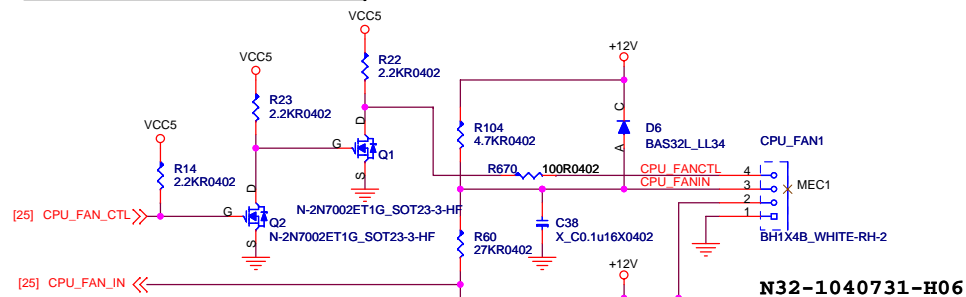 VCC5
R22
2.2KR0402
+12V
VCC5
R23
2.2KR0402
D
G
Q1
S
R104
4.7KR0402
C
A
D6
BAS32L_LL34
CPU_FAN1
VCC5
R14
2.2KR0402
R670
100R0402
CPU_FANCTL
4
CPU_FANIN
3
2
1
MEC1
D
N-2N7002ET1G_SOT23-3-HF
[25] CPU_FAN_CTL
G
Q2
N-2N7002ET1G_SOT23-3-HF
S
R60
27KR0402
C38
X_C0.1u16X0402
BH1X4B_WHITE-RH-2
+12V
[25] CPU_FAN_IN
N32-1040731-H06